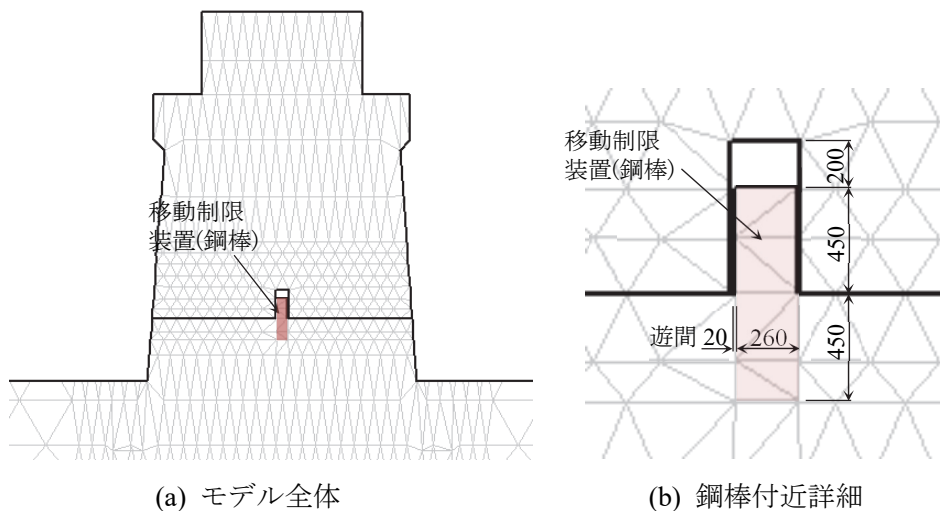 移動制限
装置(鋼棒)
(a) モデル全体
移動制限
装置(鋼棒)
200
450
遊間 20 260
450
(b) 鋼棒付近詳細